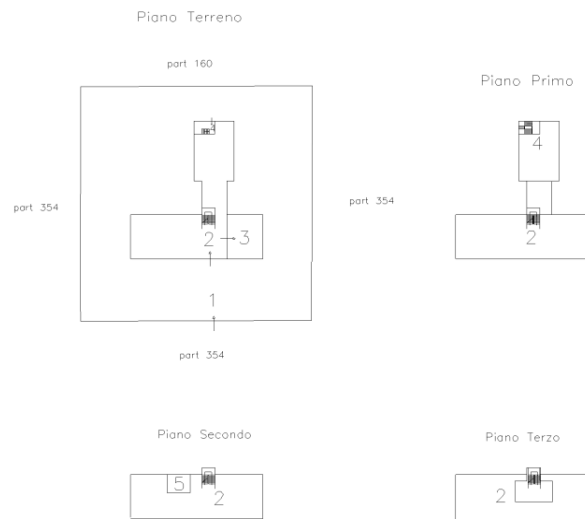 Piano Terreno
part 160
Piano Primo
4
part 354
part 354
2
3
2
1
part 354
Piano Secondo
Piano Terzo
5
2
2